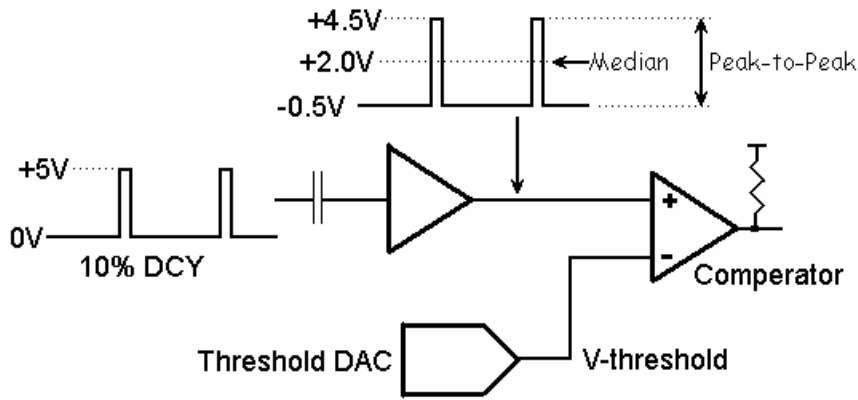 +4.5V
+2.0V
Median
Peak-to-Peak
-0.5V
+5V
0V
10% DCY
+
-
Comperator
Threshold DAC
V-threshold